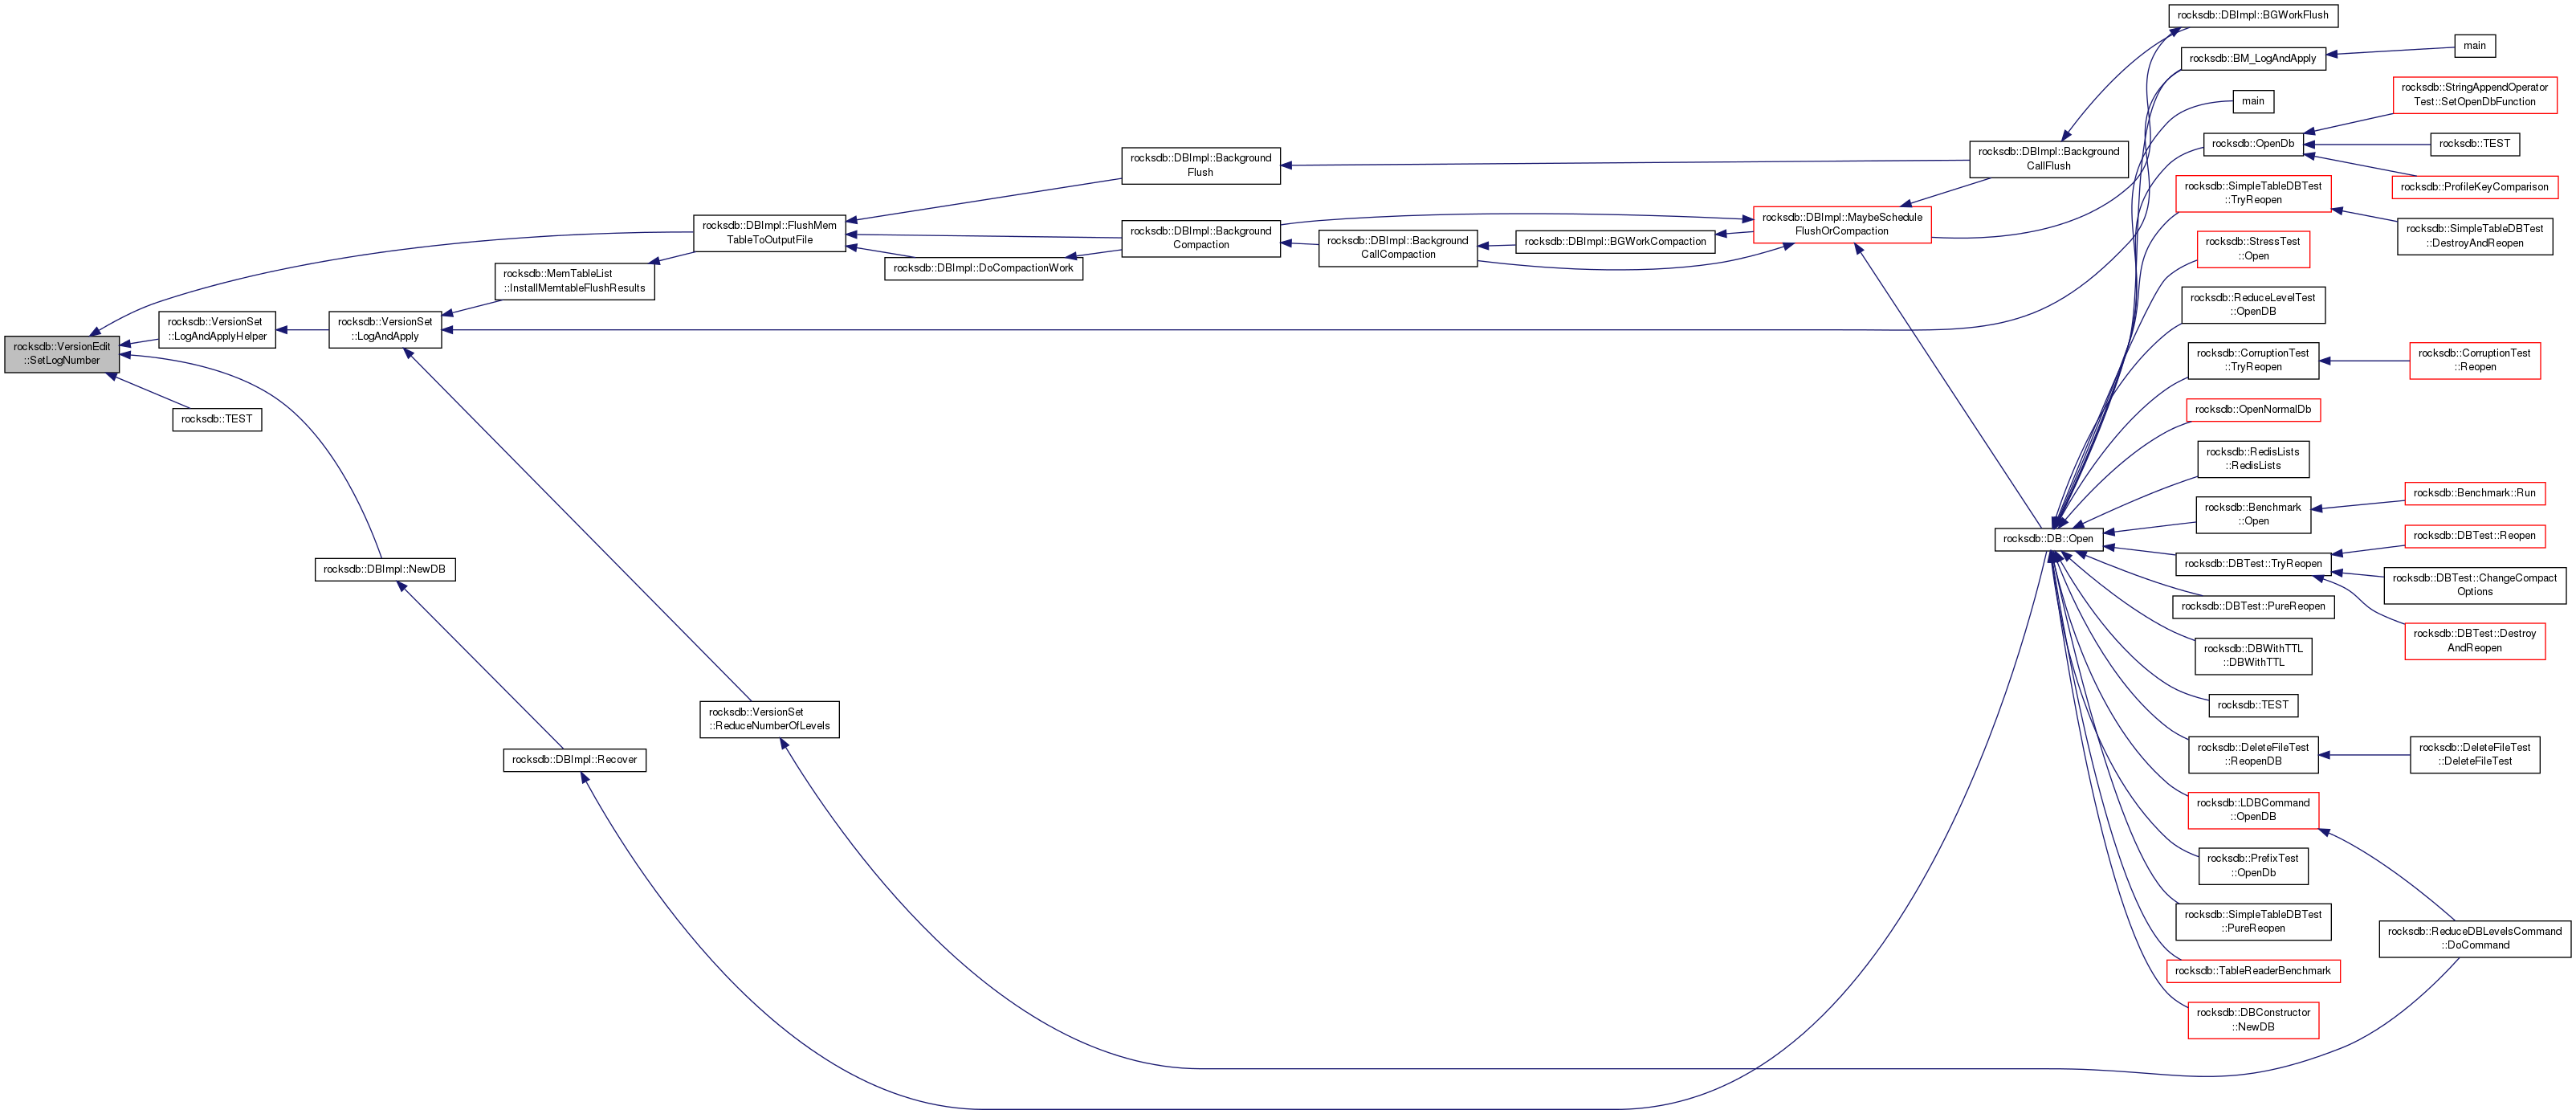 rocksdb::VersionEdit
::SetLogNumber
rocksdb::VersionSet
::LogAndApplyHelper
rocksdb::TEST
rocksdb::VersionSet
::LogAndApply
rocksdb::DBImpl::NewDB
rocksdb::MemTableList
::InstallMemtableFlushResults
rocksdb::DBImpl::Recover
rocksdb::DBImpl::FlushMem
TableToOutputFile
rocksdb::VersionSet
::ReduceNumberOfLevels
rocksdb::DBImpl::DoCompactionWork
rocksdb::DBImpl::Background
Flush
rocksdb::DBImpl::Background
Compaction
rocksdb::DBImpl::Background
CallCompaction
rocksdb::DBImpl::BGWorkCompaction
rocksdb::DBImpl::MaybeSchedule
FlushOrCompaction
rocksdb::DBImpl::Background
CallFlush
rocksdb::DB::Open
rocksdb::DBImpl::BGWorkFlush
rocksdb::BM_LogAndApply
main
rocksdb::OpenDb
rocksdb::SimpleTableDBTest
::TryReopen
rocksdb::StressTest
::Open
rocksdb::ReduceLevelTest
::OpenDB
rocksdb::CorruptionTest
::TryReopen
rocksdb::OpenNormalDb
rocksdb::RedisLists
::RedisLists
rocksdb::Benchmark
::Open
rocksdb::DBTest::TryReopen
rocksdb::DBTest::PureReopen
rocksdb::DBWithTTL
::DBWithTTL
rocksdb::TEST
rocksdb::DeleteFileTest
::ReopenDB
rocksdb::LDBCommand
::OpenDB
rocksdb::PrefixTest
::OpenDb
rocksdb::SimpleTableDBTest
::PureReopen
rocksdb::TableReaderBenchmark
rocksdb::DBConstructor
::NewDB
main
rocksdb::StringAppendOperator
Test::SetOpenDbFunction
rocksdb::TEST
rocksdb::ProfileKeyComparison
rocksdb::SimpleTableDBTest
::DestroyAndReopen
rocksdb::CorruptionTest
::Reopen
rocksdb::Benchmark::Run
rocksdb::DBTest::Reopen
rocksdb::DBTest::ChangeCompact
Options
rocksdb::DBTest::Destroy
AndReopen
rocksdb::DeleteFileTest
::DeleteFileTest
rocksdb::ReduceDBLevelsCommand
::DoCommand